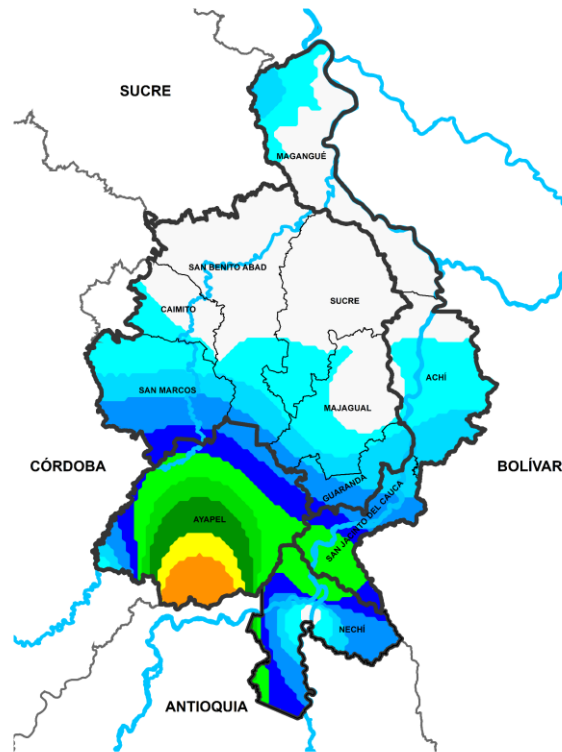 SUCRE
MAGANGUÉ
SAN BENITO ABAD
SUCRE
CAIMITO
ACHÍ
SAN MARCOS
MAJAGUAL
CÓRDOBA
BOLÍVAR
GUARANDA
AYAPEL
SAN JACINTO DEL CAUCA
NECHÍ
ANTIOQUIA